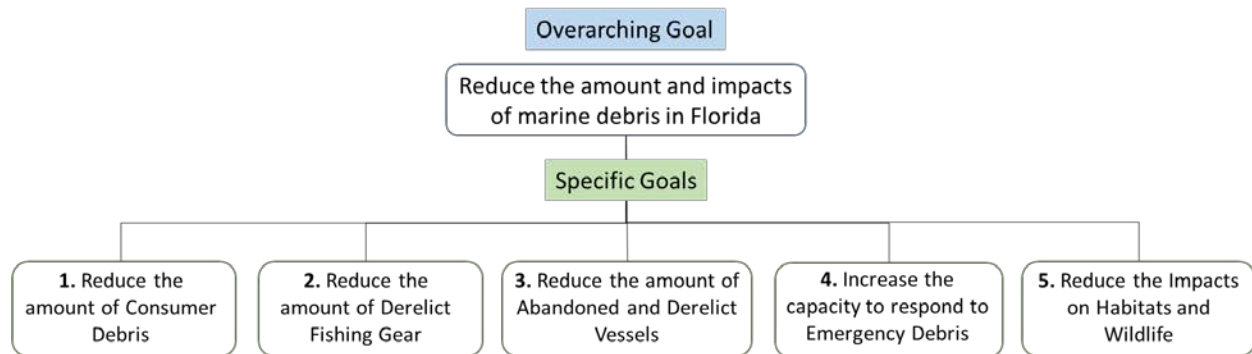 Overarching Goal
Reduce the amount and impacts
of marine debris in Florida
Specific Goals
1. Reduce the
amount of Consumer
Debris
2. Reduce the
amount of Derelict
Fishing Gear
3. Reduce the amount of
Abandoned and Derelict
Vessels
4. Increase the
capacity to respond to
Emergency Debris
5. Reduce the Impacts
on Habitats and
Wildlife